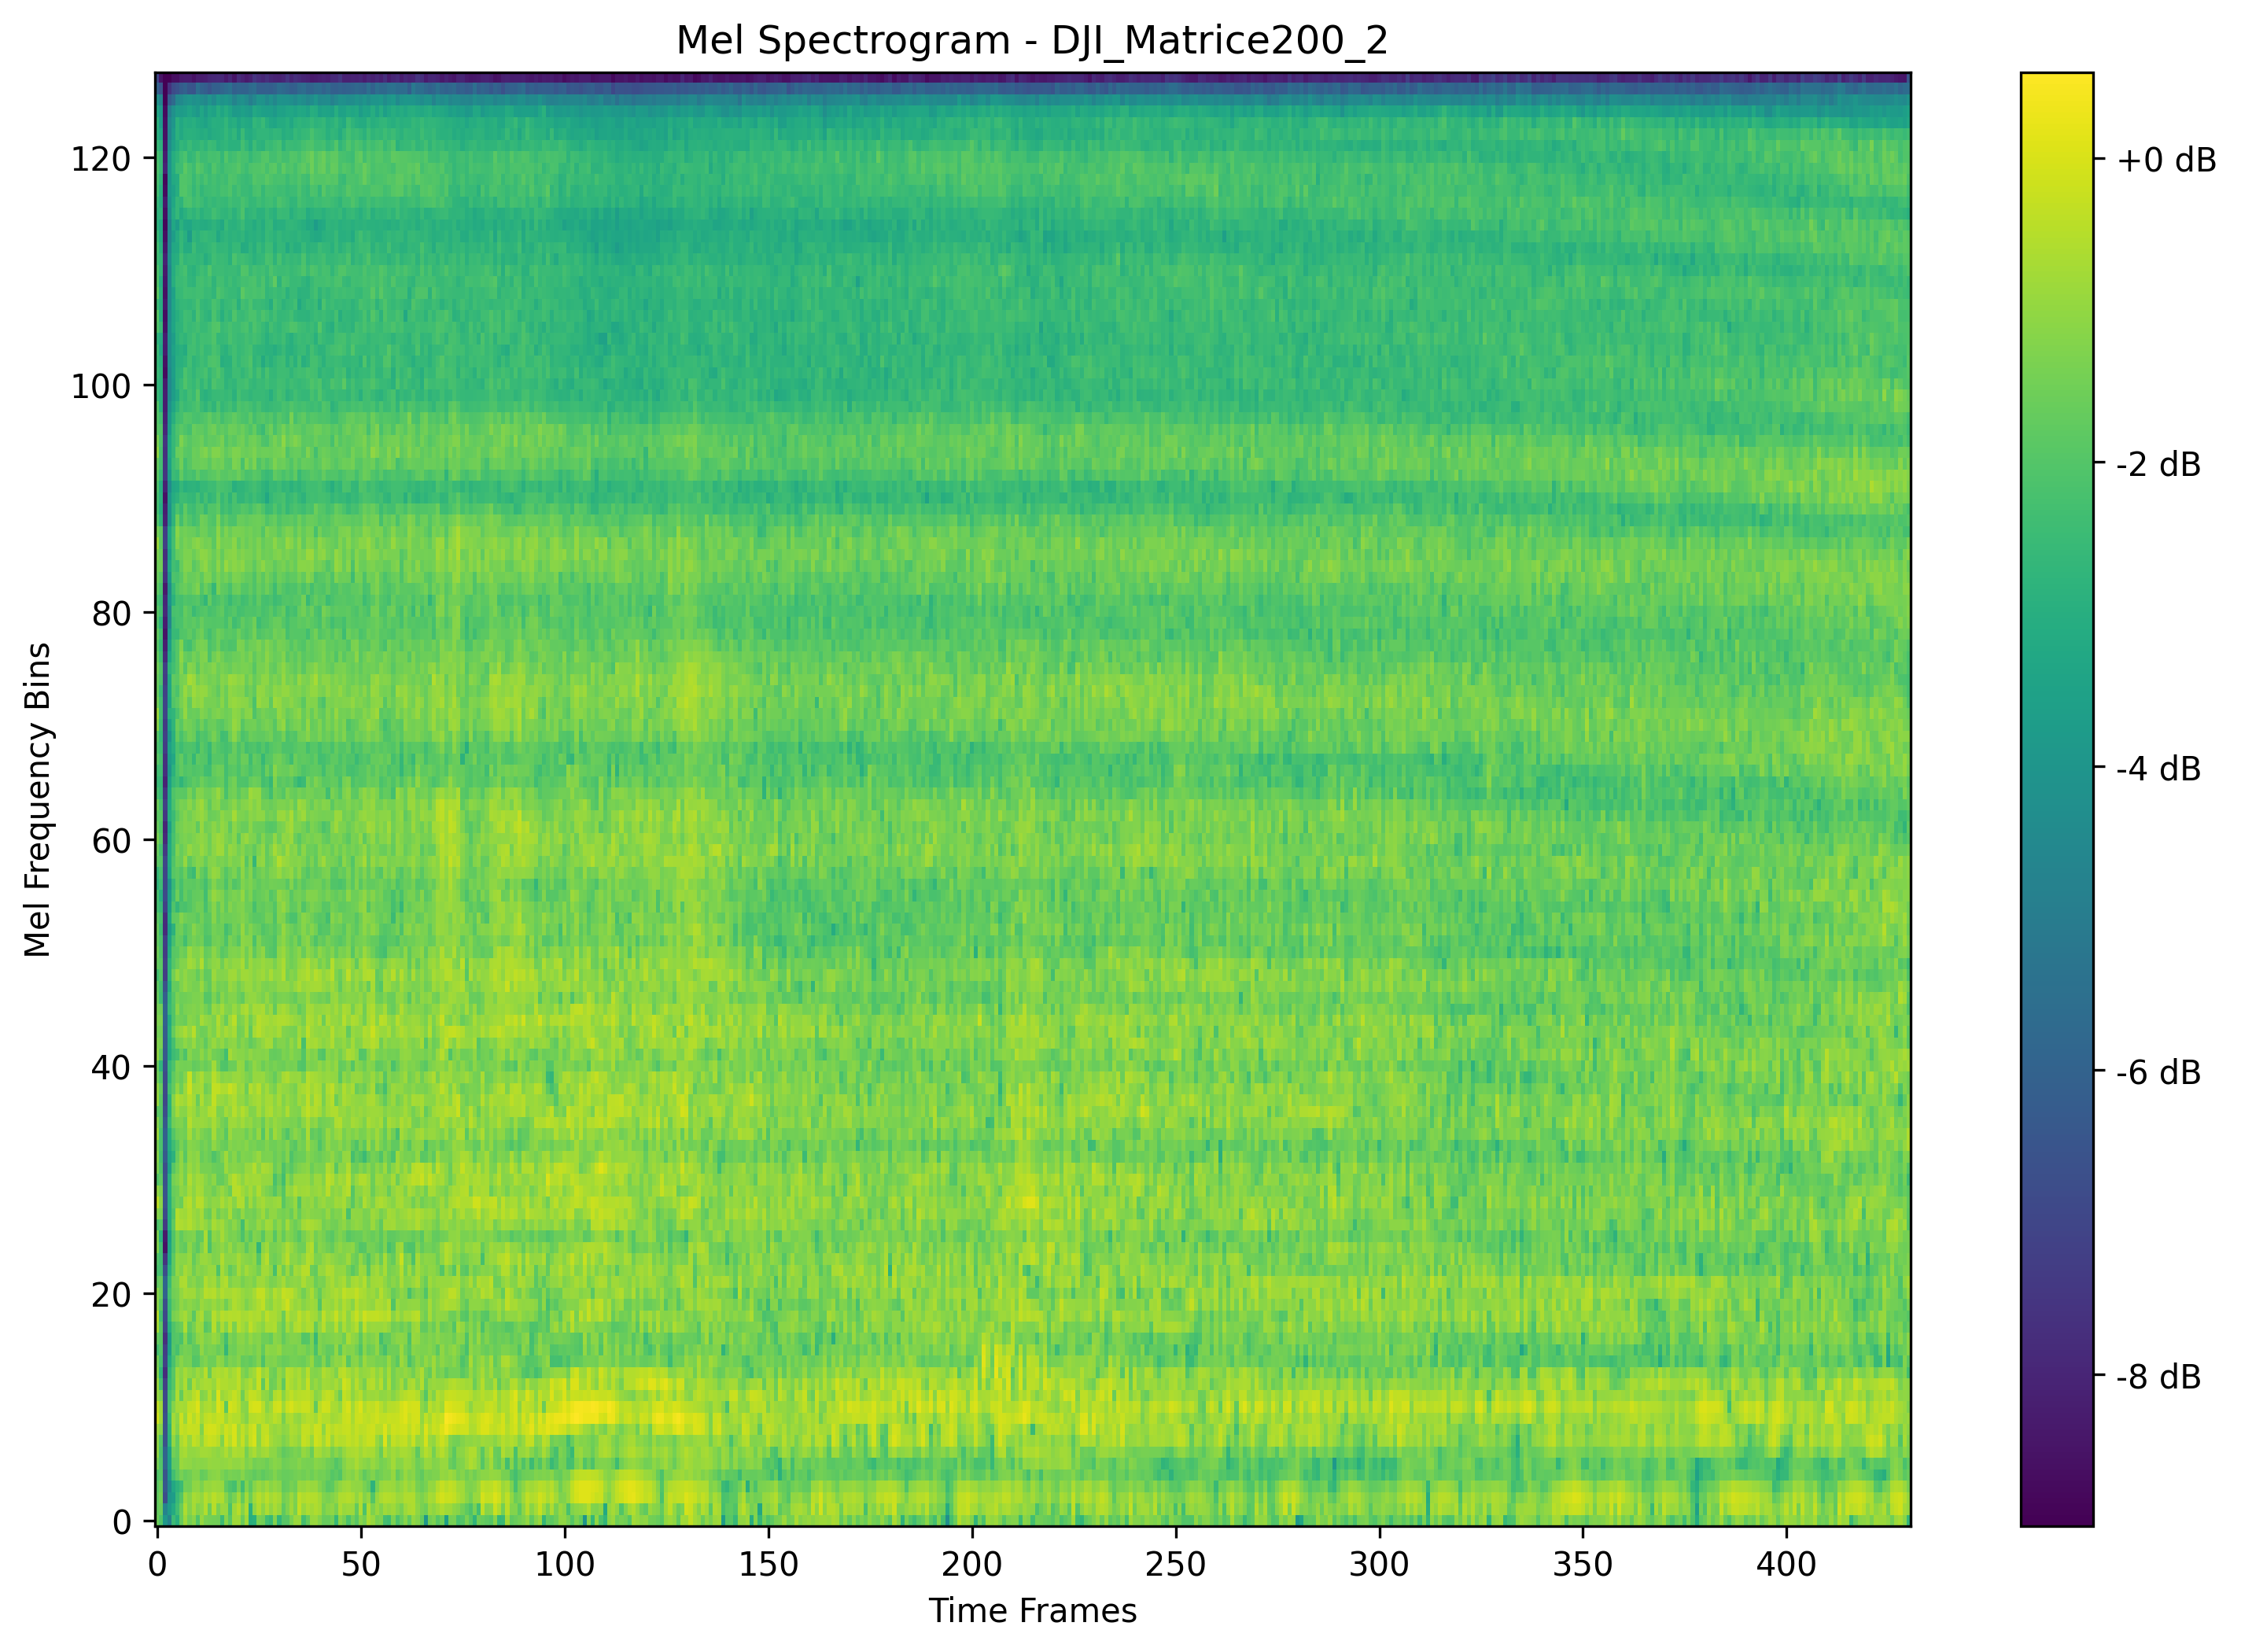 Mel Spectrogram - DJI_Matrice200_2
Mel Frequency Bins
120
100
80
60
40
20
0
0 50 100 150 200 250 300 350 400
Time Frames
+0 dB
-2 dB
-4 dB
-6 dB
-8 dB